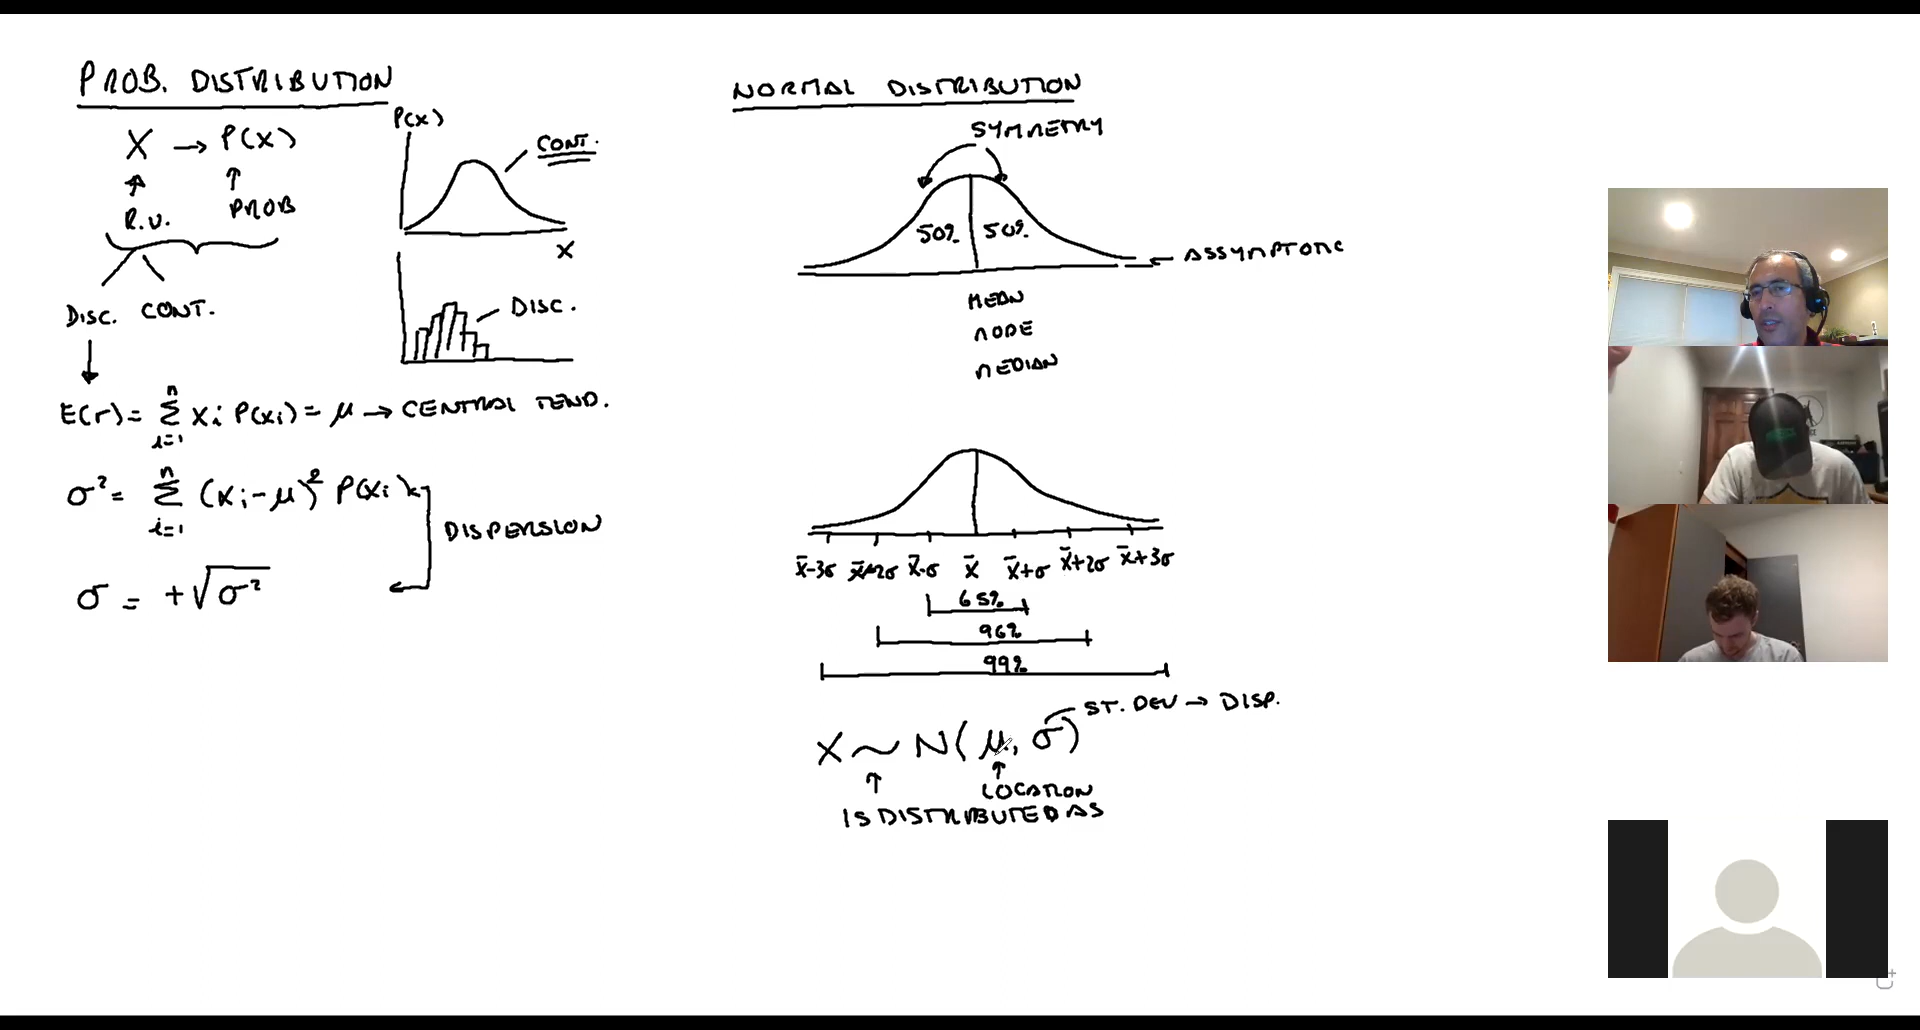 PROB. DISTRIBUTION
X → P(X)
↑ ↑
R.V. PROB
DISC. CONT.
P(X)
CONT.
X
DISC.
E(r) = Σ xi P(xi) = μ → CENTRAL TEND.
n
i=1
σ² = Σ (xi - μ)² P(xi)
n
i=1
DISPERSION
σ = +√σ²
NORMAL DISTRIBUTION
SYMMETRY
50% 50%
← ASSYMPTOTIC
MEAN
MODE
MEDIAN
x̄-3σ x̄-2σ x̄-σ x̄ x̄+σ x̄+2σ x̄+3σ
65%
96%
99%
ST. DEV → DISP.
X ~ N(μ, σ)
↑ ↑
LOCATION
IS DISTRIBUTED AS